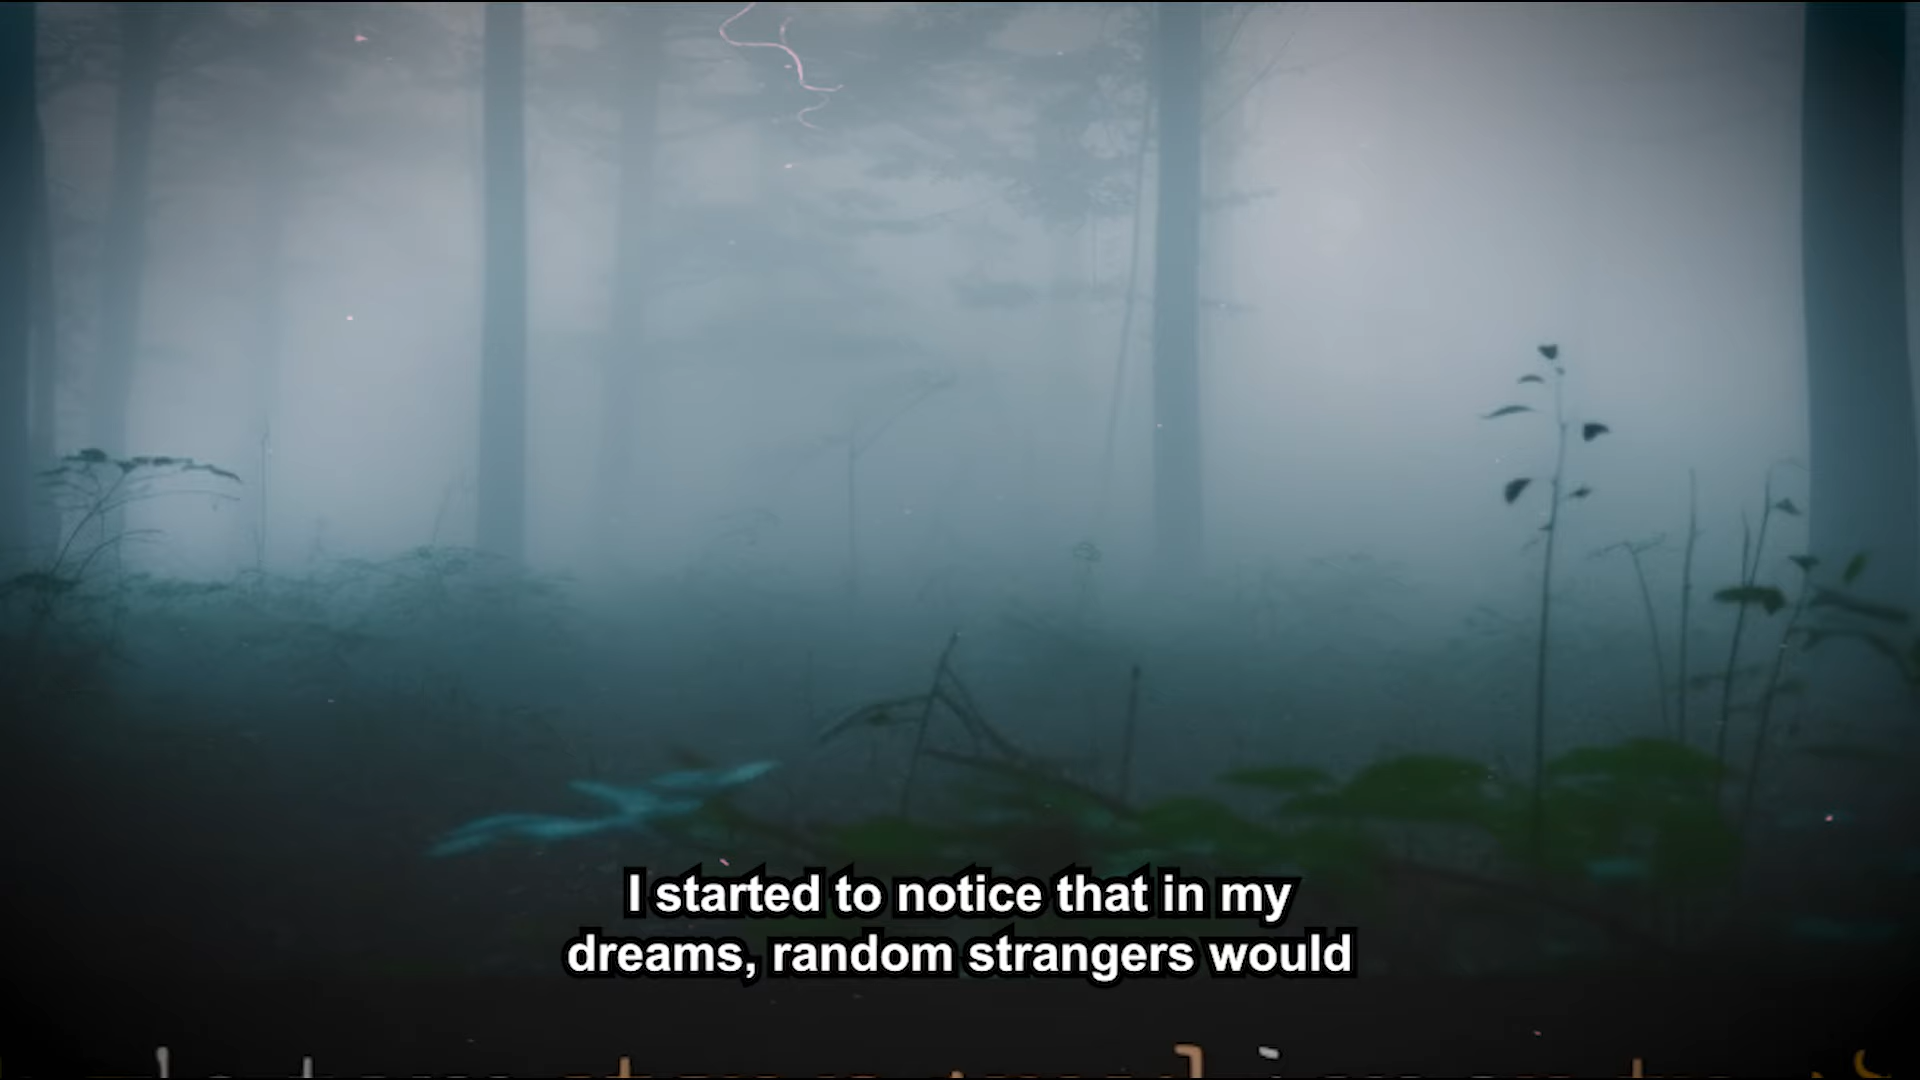 I started to notice that in my
dreams, random strangers would